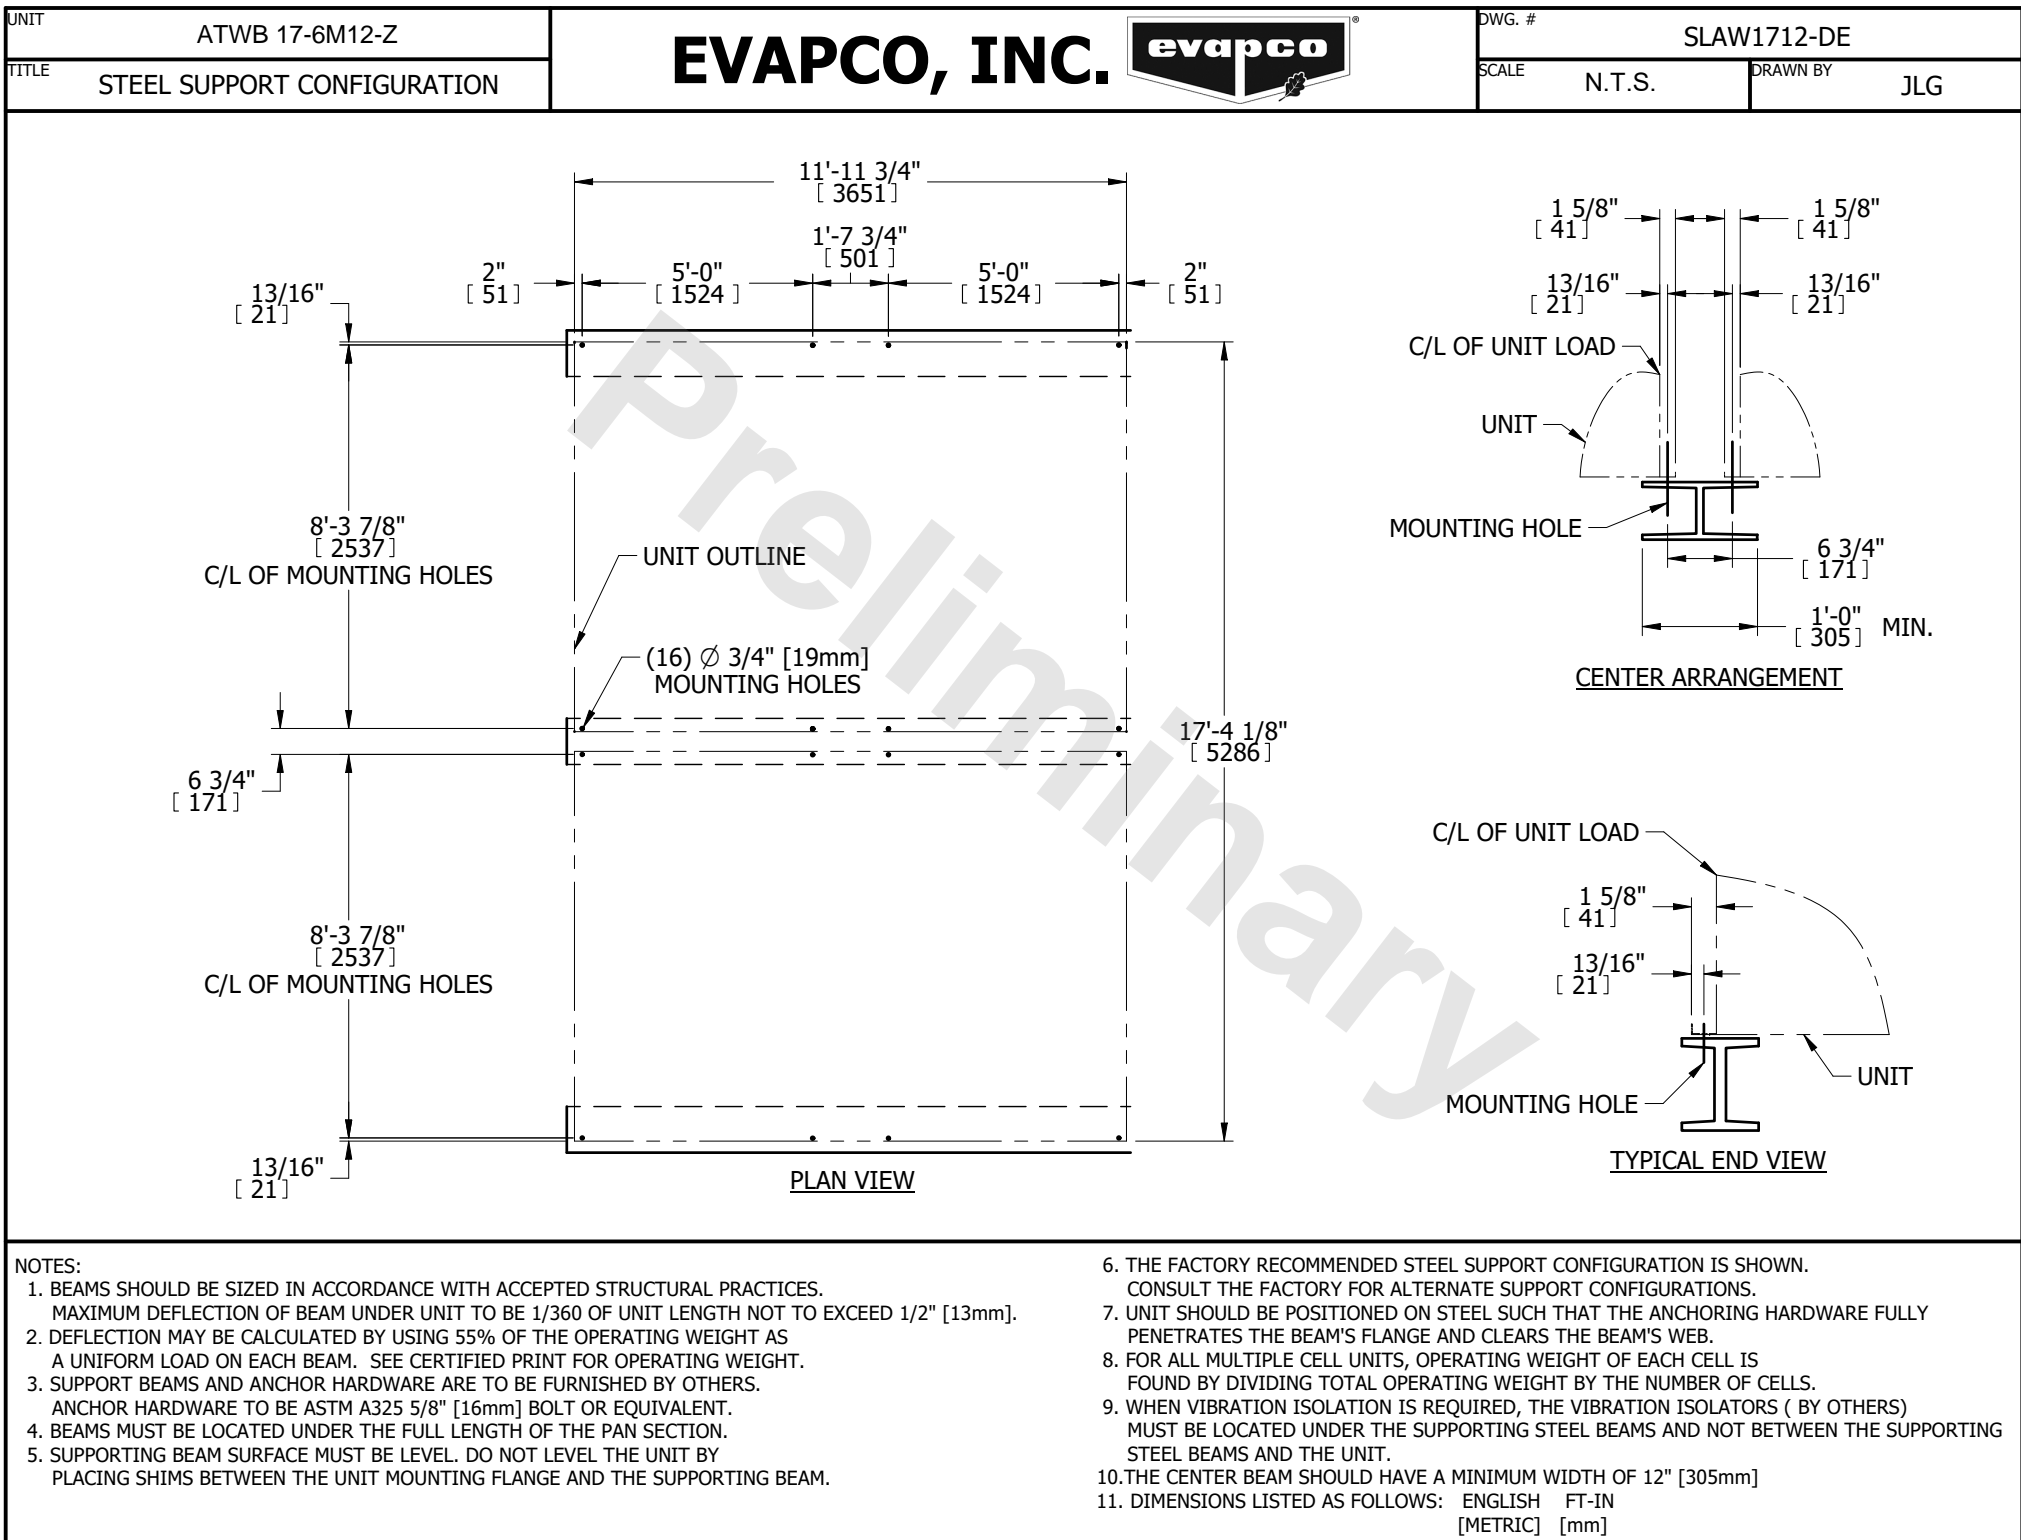 UNIT
ATWB 17-6M12-Z
TITLE
STEEL SUPPORT CONFIGURATION
EVAPCO, INC.
evapco
®
DWG. #
SLAW1712-DE
SCALE
N.T.S.
DRAWN BY
JLG
11'-11 3/4"
[ 3651]
1'-7 3/4"
[ 501 ]
2"
[ 51]
5'-0"
[ 1524 ]
5'-0"
[ 1524]
2"
[ 51]
13/16"
[ 21]
8'-3 7/8"
[ 2537]
C/L OF MOUNTING HOLES
UNIT OUTLINE
(16) Ø 3/4" [19mm]
MOUNTING HOLES
6 3/4"
[ 171]
17'-4 1/8"
[ 5286]
8'-3 7/8"
[ 2537]
C/L OF MOUNTING HOLES
13/16"
[ 21]
PLAN VIEW
Preliminary
1 5/8"
[ 41]
1 5/8"
[ 41]
13/16"
[ 21]
13/16"
[ 21]
C/L OF UNIT LOAD
UNIT
MOUNTING HOLE
6 3/4"
[ 171]
1'-0"
[ 305] MIN.
CENTER ARRANGEMENT
C/L OF UNIT LOAD
1 5/8"
[ 41]
13/16"
[ 21]
UNIT
MOUNTING HOLE
TYPICAL END VIEW
NOTES:
1. BEAMS SHOULD BE SIZED IN ACCORDANCE WITH ACCEPTED STRUCTURAL PRACTICES.
MAXIMUM DEFLECTION OF BEAM UNDER UNIT TO BE 1/360 OF UNIT LENGTH NOT TO EXCEED 1/2" [13mm].
2. DEFLECTION MAY BE CALCULATED BY USING 55% OF THE OPERATING WEIGHT AS
A UNIFORM LOAD ON EACH BEAM. SEE CERTIFIED PRINT FOR OPERATING WEIGHT.
3. SUPPORT BEAMS AND ANCHOR HARDWARE ARE TO BE FURNISHED BY OTHERS.
ANCHOR HARDWARE TO BE ASTM A325 5/8" [16mm] BOLT OR EQUIVALENT.
4. BEAMS MUST BE LOCATED UNDER THE FULL LENGTH OF THE PAN SECTION.
5. SUPPORTING BEAM SURFACE MUST BE LEVEL. DO NOT LEVEL THE UNIT BY
PLACING SHIMS BETWEEN THE UNIT MOUNTING FLANGE AND THE SUPPORTING BEAM.
6. THE FACTORY RECOMMENDED STEEL SUPPORT CONFIGURATION IS SHOWN.
CONSULT THE FACTORY FOR ALTERNATE SUPPORT CONFIGURATIONS.
7. UNIT SHOULD BE POSITIONED ON STEEL SUCH THAT THE ANCHORING HARDWARE FULLY
PENETRATES THE BEAM'S FLANGE AND CLEARS THE BEAM'S WEB.
8. FOR ALL MULTIPLE CELL UNITS, OPERATING WEIGHT OF EACH CELL IS
FOUND BY DIVIDING TOTAL OPERATING WEIGHT BY THE NUMBER OF CELLS.
9. WHEN VIBRATION ISOLATION IS REQUIRED, THE VIBRATION ISOLATORS ( BY OTHERS)
MUST BE LOCATED UNDER THE SUPPORTING STEEL BEAMS AND NOT BETWEEN THE SUPPORTING
STEEL BEAMS AND THE UNIT.
10.THE CENTER BEAM SHOULD HAVE A MINIMUM WIDTH OF 12" [305mm]
11. DIMENSIONS LISTED AS FOLLOWS: ENGLISH FT-IN
[METRIC] [mm]